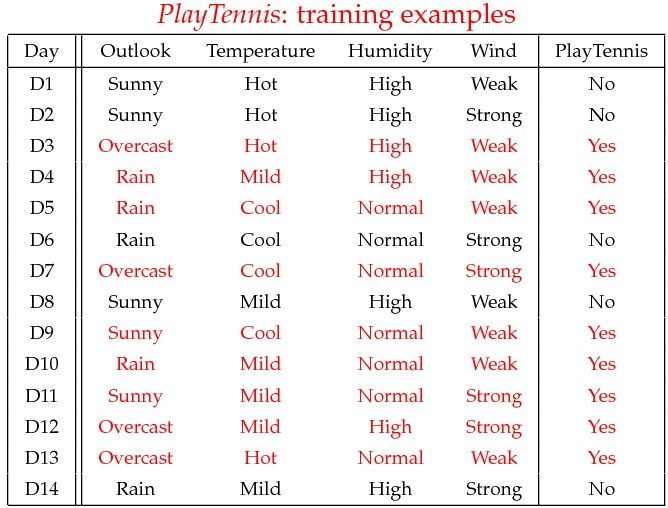 PlayTennis: training examples
Day Outlook Temperature Humidity Wind PlayTennis
D1 Sunny Hot High Weak No
D2 Sunny Hot High Strong No
D3 Overcast Hot High Weak Yes
D4 Rain Mild High Weak Yes
D5 Rain Cool Normal Weak Yes
D6 Rain Cool Normal Strong No
D7 Overcast Cool Normal Strong Yes
D8 Sunny Mild High Weak No
D9 Sunny Cool Normal Weak Yes
D10 Rain Mild Normal Weak Yes
D11 Sunny Mild Normal Strong Yes
D12 Overcast Mild High Strong Yes
D13 Overcast Hot Normal Weak Yes
D14 Rain Mild High Strong No